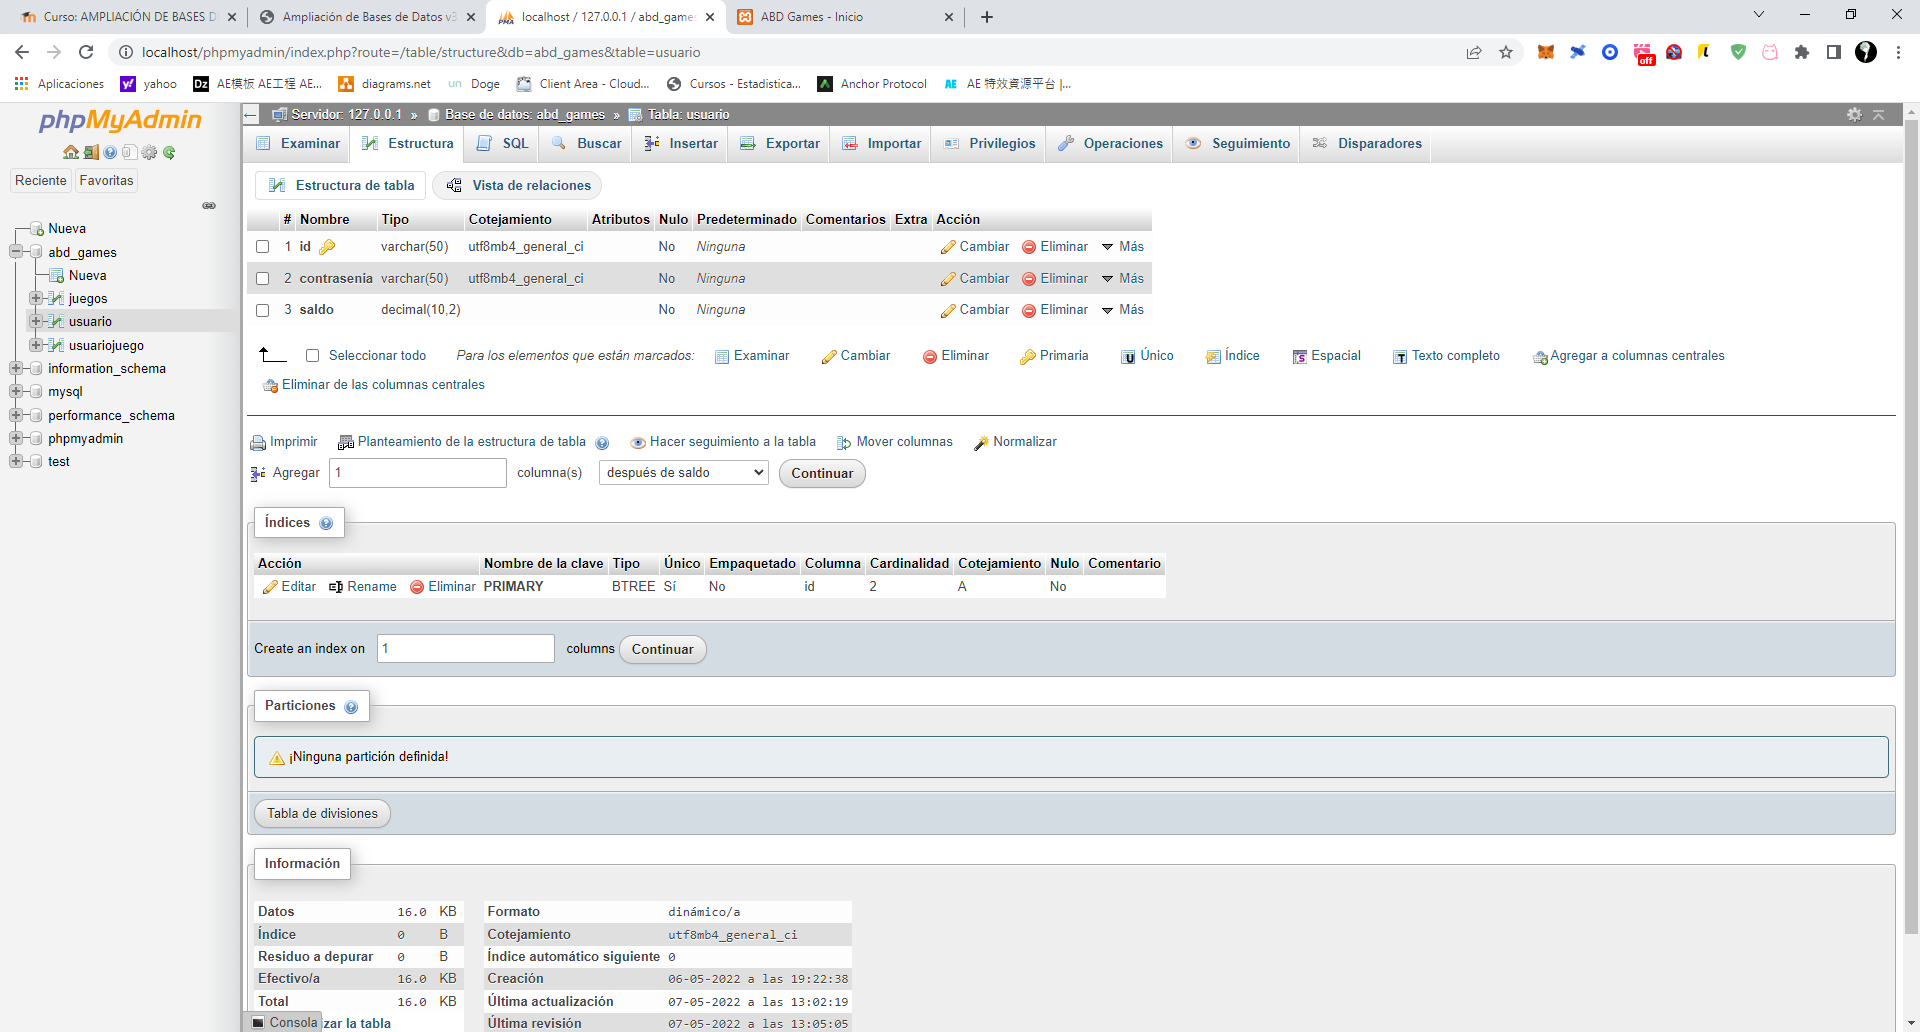 Curso: AMPLIACIÓN DE BASES D
Ampliación de Bases de Datos v3
localhost / 127.0.0.1 / abd_game
ABD Games - Inicio
localhost/phpmyadmin/index.php?route=/table/structure&db=abd_games&table=usuario
off
Aplicaciones
yahoo
AE模板 AE工程 AE...
diagrams.net
un Doge
Client Area - Cloud...
Cursos - Estadistica...
Anchor Protocol
AE AE 特效資源平台 |...
phpMyAdmin
Reciente Favoritas
Nueva
abd_games
Nueva
juegos
usuario
usuariojuego
information_schema
mysql
performance_schema
phpmyadmin
test
Servidor: 127.0.0.1 » Base de datos: abd_games » Tabla: usuario
Examinar Estructura SQL Buscar Insertar Exportar Importar Privilegios Operaciones Seguimiento Disparadores
Estructura de tabla Vista de relaciones
# Nombre Tipo Cotejamiento Atributos Nulo Predeterminado Comentarios Extra Acción
1 id varchar(50) utf8mb4_general_ci No Ninguna Cambiar Eliminar Más
2 contrasenia varchar(50) utf8mb4_general_ci No Ninguna Cambiar Eliminar Más
3 saldo decimal(10,2) No Ninguna Cambiar Eliminar Más
Seleccionar todo Para los elementos que están marcados: Examinar Cambiar Eliminar Primaria Único Índice Espacial Texto completo Agregar a columnas centrales
Eliminar de las columnas centrales
Imprimir Planteamiento de la estructura de tabla Hacer seguimiento a la tabla Mover columnas Normalizar
Agregar 1 columna(s) después de saldo Continuar
Índices
Acción Nombre de la clave Tipo Único Empaquetado Columna Cardinalidad Cotejamiento Nulo Comentario
Editar Rename Eliminar PRIMARY BTREE Sí No id 2 A No
Create an index on 1 columns Continuar
Particiones
¡Ninguna partición definida!
Tabla de divisiones
Información
Datos 16.0 KB
Índice 0 B
Residuo a depurar 0 B
Efectivo/a 16.0 KB
Total 16.0 KB
Formato dinámico/a
Cotejamiento utf8mb4_general_ci
Índice automático siguiente 0
Creación 06-05-2022 a las 19:22:38
Última actualización 07-05-2022 a las 13:02:19
Última revisión 07-05-2022 a las 13:05:05
Consola
zar la tabla